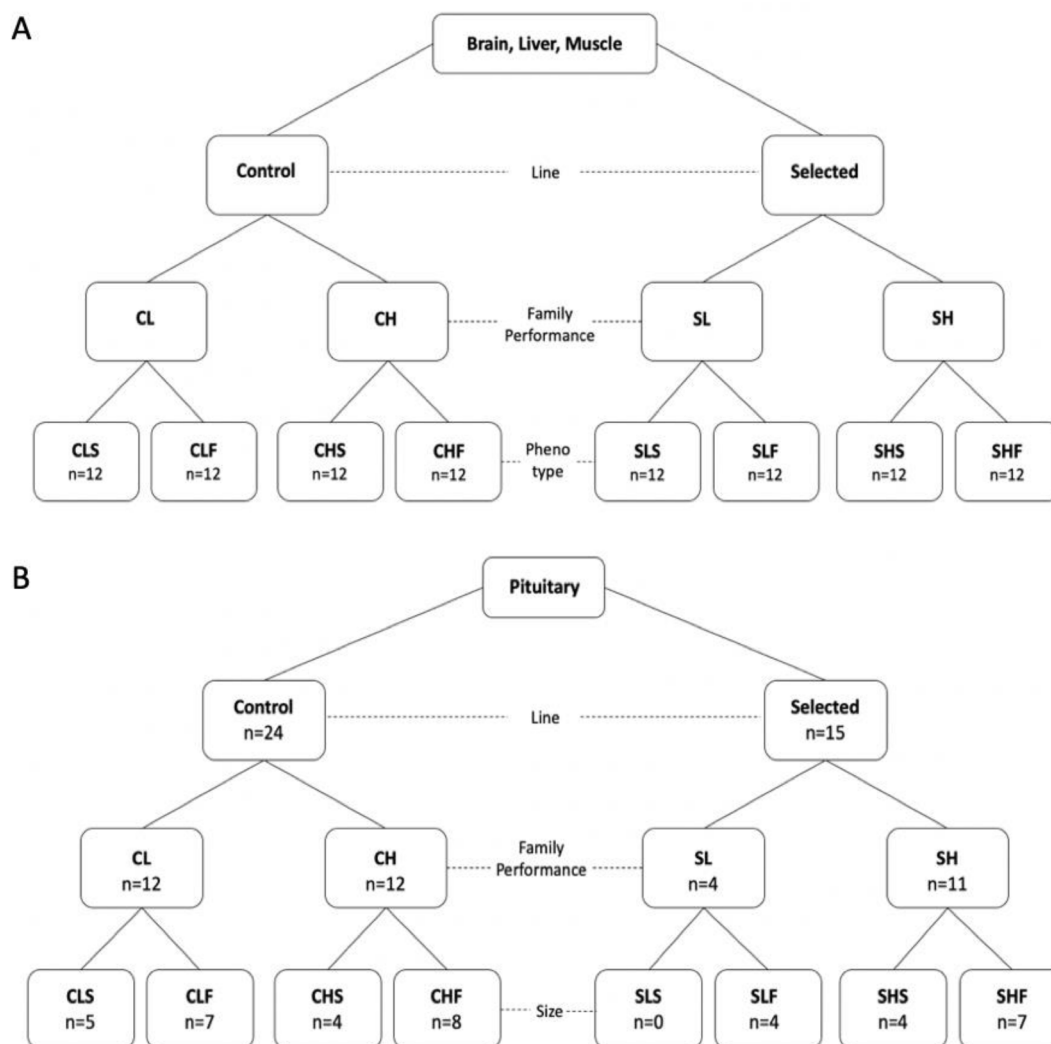 A
Brain, Liver, Muscle
Control
Line
Selected
CL
CH
Family
Performance
SL
SH
CLS
n=12
CLF
n=12
CHS
n=12
CHF
n=12
Pheno
type
SLS
n=12
SLF
n=12
SHS
n=12
SHF
n=12
B
Pituitary
Control
n=24
Line
Selected
n=15
CL
n=12
CH
n=12
Family
Performance
SL
n=4
SH
n=11
CLS
n=5
CLF
n=7
CHS
n=4
CHF
n=8
Size
SLS
n=0
SLF
n=4
SHS
n=4
SHF
n=7